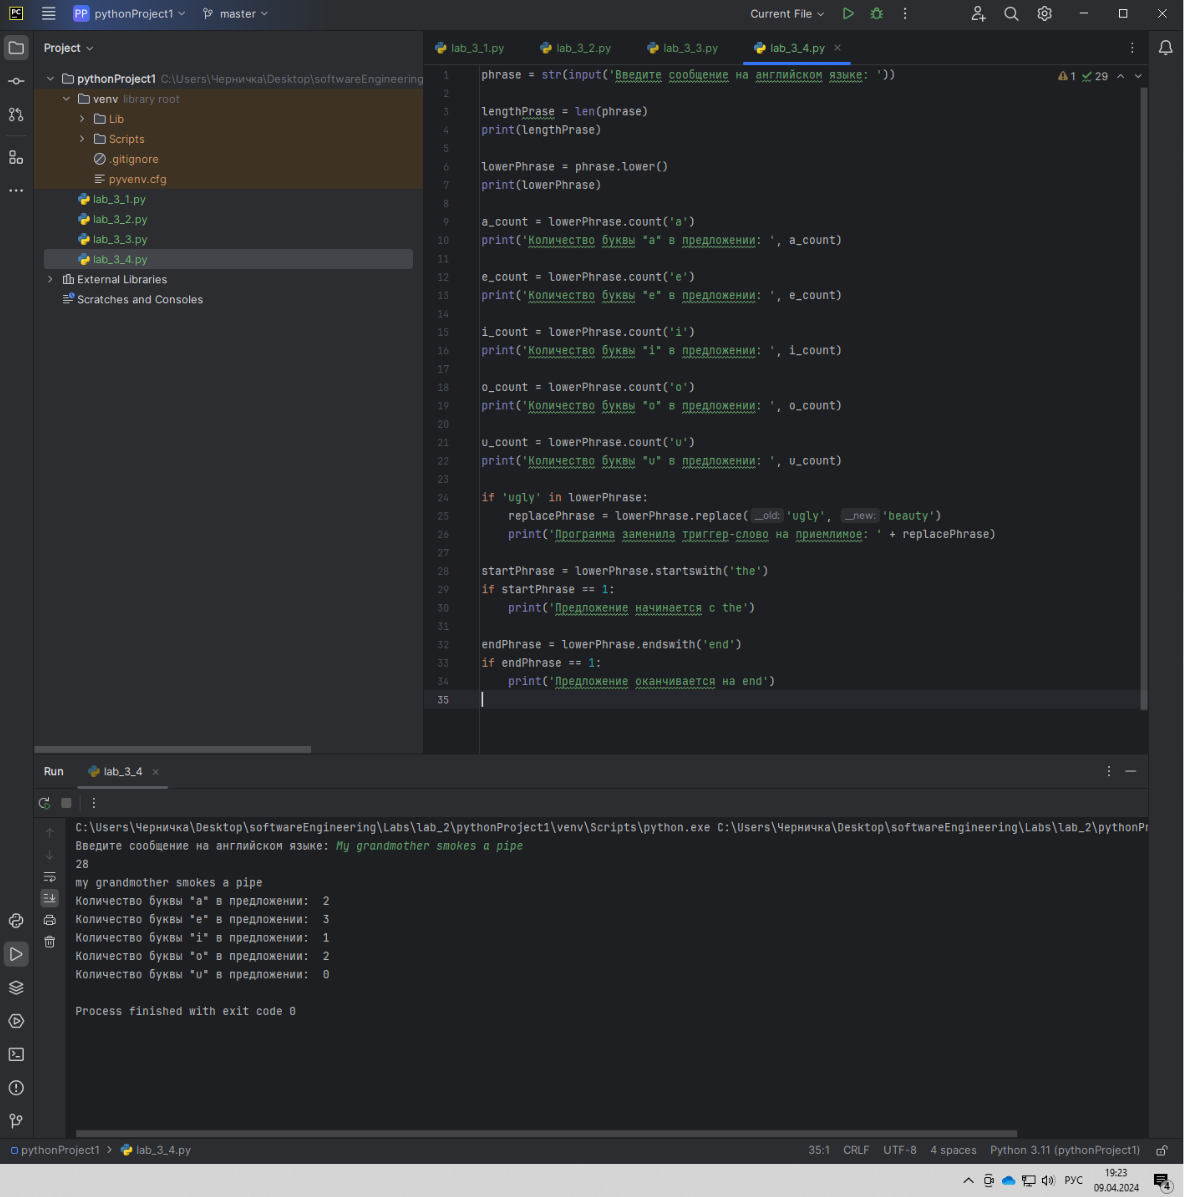 PC PP pythonProject1 master Current File
Project
lab_3_1.py lab_3_2.py lab_3_3.py lab_3_4.py
pythonProject1 C:\Users\Черничка\Desktop\softwareEngineering
venv library root
Lib
Scripts
.gitignore
pyvenv.cfg
lab_3_1.py
lab_3_2.py
lab_3_3.py
lab_3_4.py
External Libraries
Scratches and Consoles
1 29
1 phrase = str(input('Введите сообщение на английском языке: '))
2
3 lengthPrase = len(phrase)
4 print(lengthPrase)
5
6 lowerPhrase = phrase.lower()
7 print(lowerPhrase)
8
9 a_count = lowerPhrase.count('a')
10 print('Количество буквы "a" в предложении: ', a_count)
11
12 e_count = lowerPhrase.count('e')
13 print('Количество буквы "e" в предложении: ', e_count)
14
15 i_count = lowerPhrase.count('i')
16 print('Количество буквы "i" в предложении: ', i_count)
17
18 o_count = lowerPhrase.count('o')
19 print('Количество буквы "o" в предложении: ', o_count)
20
21 u_count = lowerPhrase.count('u')
22 print('Количество буквы "u" в предложении: ', u_count)
23
24 if 'ugly' in lowerPhrase:
25 replacePhrase = lowerPhrase.replace( __old: 'ugly', __new: 'beauty')
26 print('Программа заменила триггер-слово на приемлимое: ' + replacePhrase)
27
28 startPhrase = lowerPhrase.startswith('the')
29 if startPhrase == 1:
30 print('Предложение начинается с the')
31
32 endPhrase = lowerPhrase.endswith('end')
33 if endPhrase == 1:
34 print('Предложение оканчивается на end')
35
Run lab_3_4
C:\Users\Черничка\Desktop\softwareEngineering\Labs\lab_2\pythonProject1\venv\Scripts\python.exe C:\Users\Черничка\Desktop\softwareEngineering\Labs\lab_2\pythonPr
Введите сообщение на английском языке: My grandmother smokes a pipe
28
my grandmother smokes a pipe
Количество буквы "a" в предложении:  2
Количество буквы "e" в предложении:  3
Количество буквы "i" в предложении:  1
Количество буквы "o" в предложении:  2
Количество буквы "u" в предложении:  0
Process finished with exit code 0
pythonProject1 lab_3_4.py 35:1 CRLF UTF-8 4 spaces Python 3.11 (pythonProject1)
РУС 19:23
09.04.2024 4